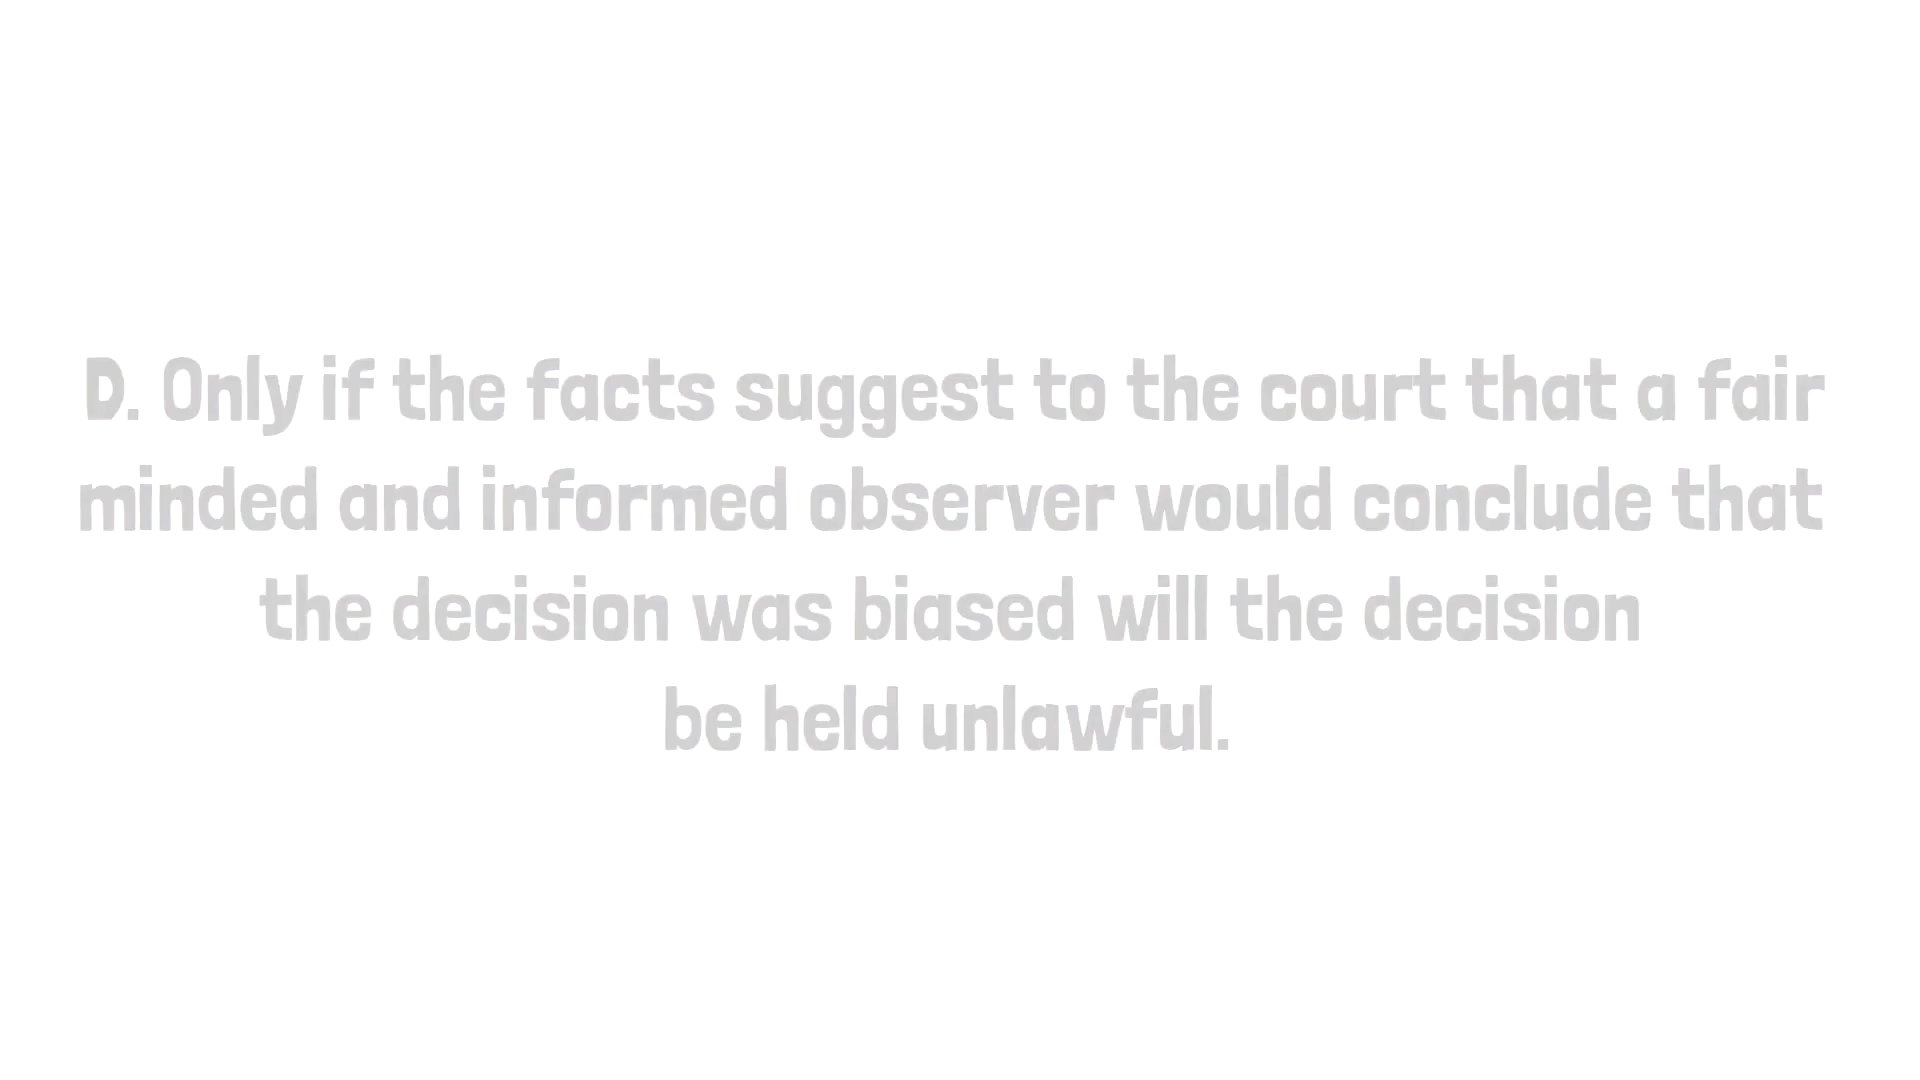 D. Only if the facts suggest to the court that a fair
minded and informed observer would conclude that
the decision was biased will the decision
be held unlawful.